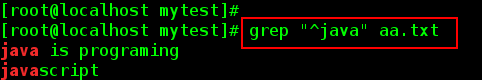 [root@localhost mytest]#
[root@localhost mytest]# grep "^java" aa.txt
java is programing
javascript